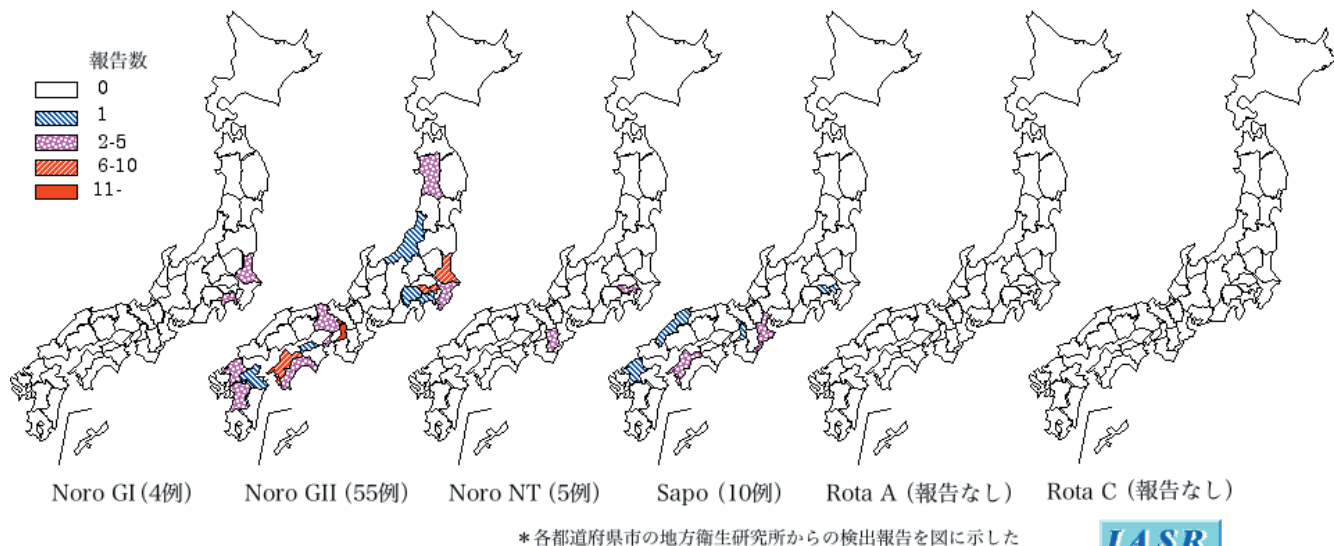 報告数
0
1
2-5
6-10
11-
Noro GI (4例)
Noro GII (55例)
Noro NT (5例)
Sapo (10例)
Rota A (報告なし)
Rota C (報告なし)
*各都道府県市の地方衛生研究所からの検出報告を図に示した
IASR